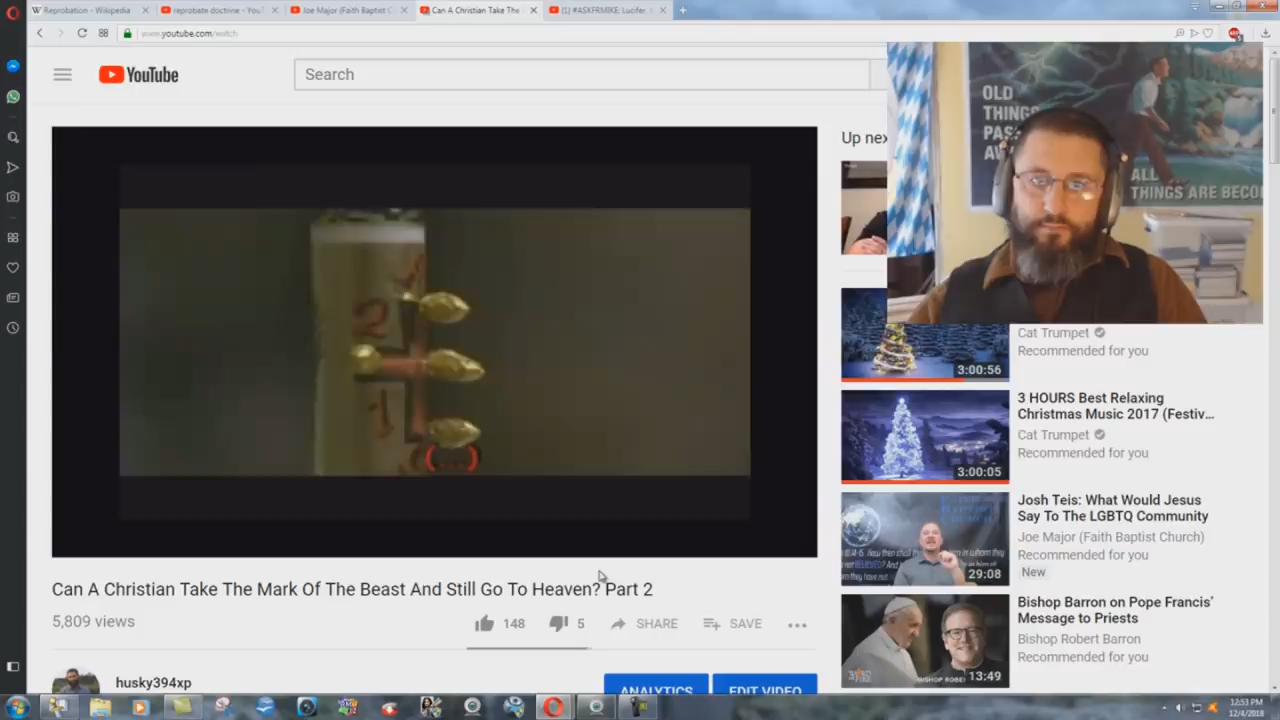 Reprobation - Wikipedia
reprobate doctrine - YouT
Joe Major (Faith Baptist C
Can A Christian Take The
(1) #ASKFRMIKE: Lucifer,
www.youtube.com/watch
YouTube
Search
Up nex
OLD
THINGS
PAS
AW
ALL
THINGS ARE BECO
2
1
Cat Trumpet
Recommended for you
3:00:56
3 HOURS Best Relaxing
Christmas Music 2017 (Festiv...
Cat Trumpet
Recommended for you
3:00:05
Josh Teis: What Would Jesus
Say To The LGBTQ Community
Joe Major (Faith Baptist Church)
Recommended for you
New
29:08
Bishop Barron on Pope Francis'
Message to Priests
Bishop Robert Barron
Recommended for you
13:49
Can A Christian Take The Mark Of The Beast And Still Go To Heaven? Part 2
5,809 views
148
5
SHARE
SAVE
husky394xp
ANALYTICS
EDIT VIDEO
12:53 PM
12/4/2018